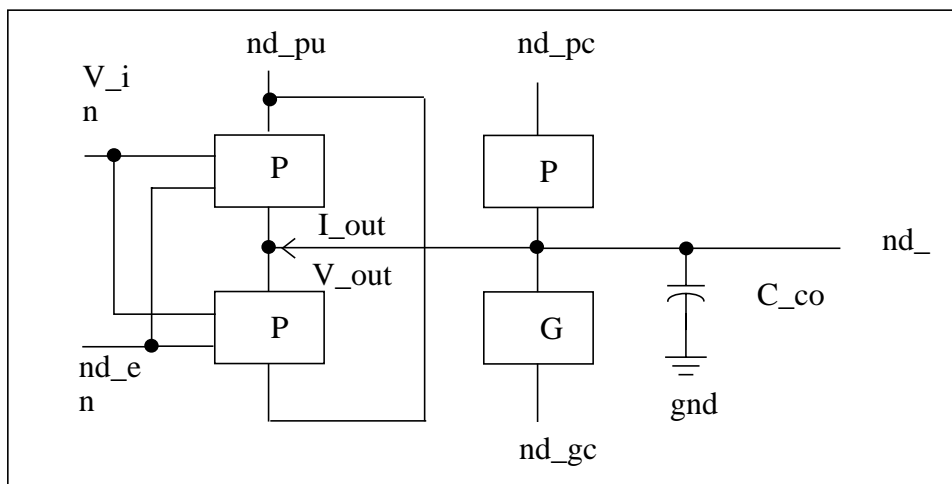 nd_pu
nd_pc
V_i
n
P
P
I_out
nd_
V_out
C_co
P
G
nd_e
n
gnd
nd_gc